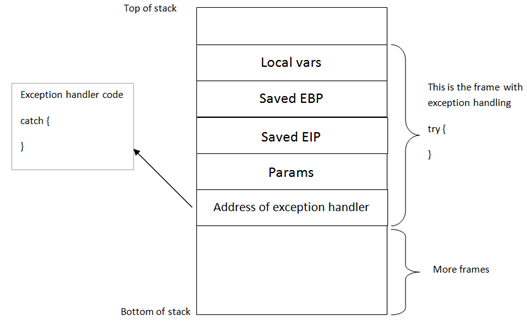 Top of stack
Local vars
Saved EBP
Saved EIP
Params
Address of exception handler
Exception handler code
catch {
}
This is the frame with
exception handling
try {
}
More frames
Bottom of stack